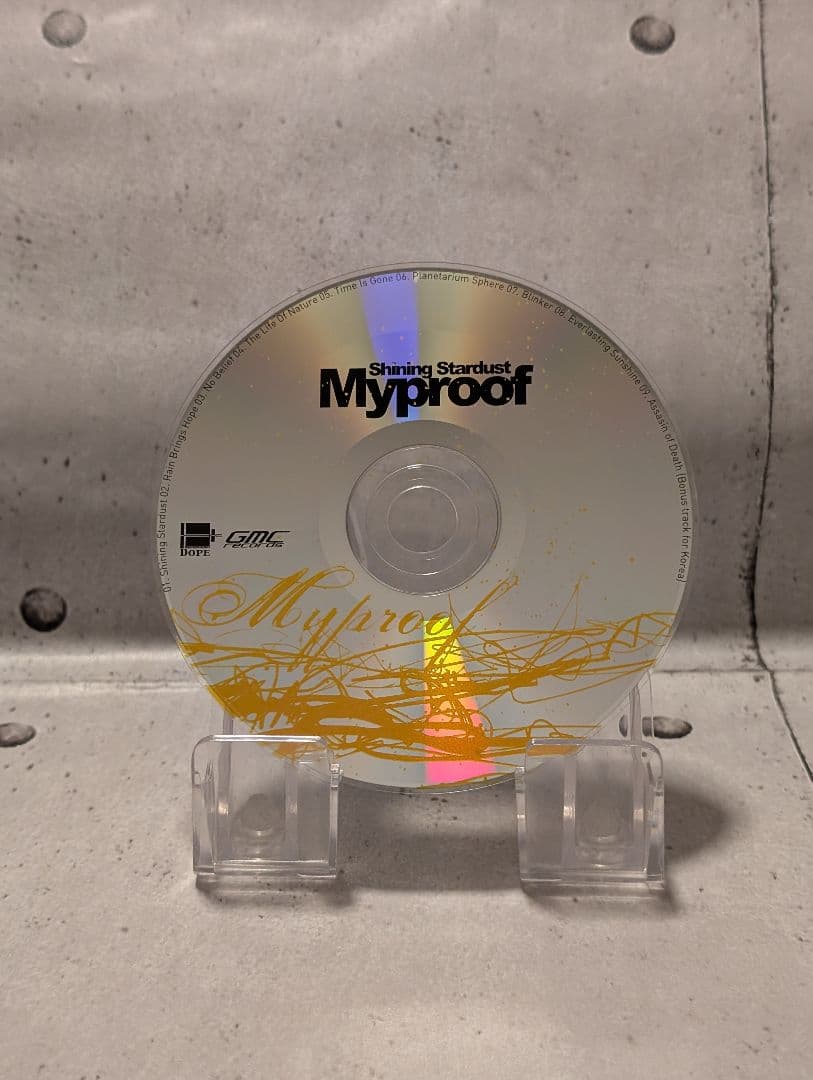 01. Shining Stardust 02. Rain Brings Hope 03. No Belief 04. The Life Of Nature 05. Time Is Gone 06. Planetarium Sphere 07. Blinker 08. Everlasting Sunshine 09. Assasin of Death (Bonus track for Korea)
Shining Stardust
Myproof
DOPE
GMC
records
Myproof